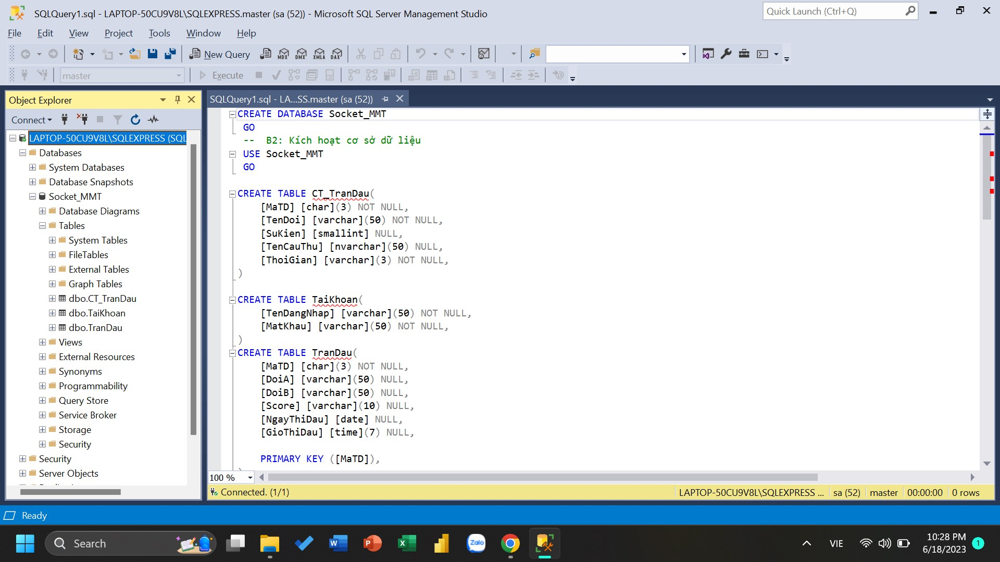 SQLQuery1.sql - LAPTOP-50CU9V8L\SQLEXPRESS.master (sa (52)) - Microsoft SQL Server Management Studio
Quick Launch (Ctrl+Q)
File Edit View Project Tools Window Help
New Query MDX DMX XMLA DAX
master Execute
Object Explorer
Connect
LAPTOP-50CU9V8L\SQLEXPRESS (SQL
Databases
System Databases
Database Snapshots
Socket_MMT
Database Diagrams
Tables
System Tables
FileTables
External Tables
Graph Tables
dbo.CT_TranDau
dbo.TaiKhoan
dbo.TranDau
Views
External Resources
Synonyms
Programmability
Query Store
Service Broker
Storage
Security
Security
Server Objects
SQLQuery1.sql - LA...SS.master (sa (52))
CREATE DATABASE Socket_MMT
GO
-- B2: Kích hoạt cơ sở dữ liệu
USE Socket_MMT
GO
CREATE TABLE CT_TranDau(
[MaTD] [char](3) NOT NULL,
[TenDoi] [varchar](50) NOT NULL,
[SuKien] [smallint] NULL,
[TenCauThu] [nvarchar](50) NULL,
[ThoiGian] [varchar](3) NOT NULL,
)
CREATE TABLE TaiKhoan(
[TenDangNhap] [varchar](50) NOT NULL,
[MatKhau] [varchar](50) NOT NULL,
)
CREATE TABLE TranDau(
[MaTD] [char](3) NOT NULL,
[DoiA] [varchar](50) NULL,
[DoiB] [varchar](50) NULL,
[Score] [varchar](10) NULL,
[NgayThiDau] [date] NULL,
[GioThiDau] [time](7) NULL,
PRIMARY KEY ([MaTD]),
100 %
Connected. (1/1)
LAPTOP-50CU9V8L\SQLEXPRESS ... sa (52) master 00:00:00 0 rows
Ready
Search
Zalo
VIE
10:28 PM
6/18/2023
1